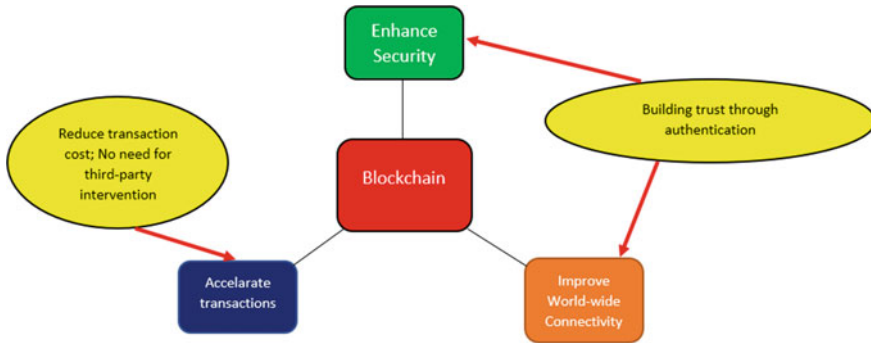 Enhance
Security
Building trust through
authentication
Reduce transaction
cost; No need for
third-party
intervention
Blockchain
Accelarate
transactions
Improve
World-wide
Connectivity